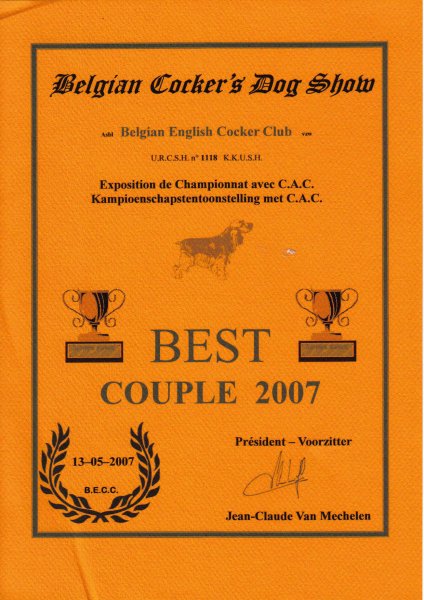 Belgian Cocker's Dog Show
Asbl Belgian English Cocker Club vzw
U.R.C.S.H. nº 1118 K.K.U.S.H.
Exposition de Championnat avec C.A.C.
Kampioenschapstentoonstelling met C.A.C.
BEST
COUPLE 2007
Président – Voorzitter
13–05–2007
B.E.C.C.
Jean-Claude Van Mechelen